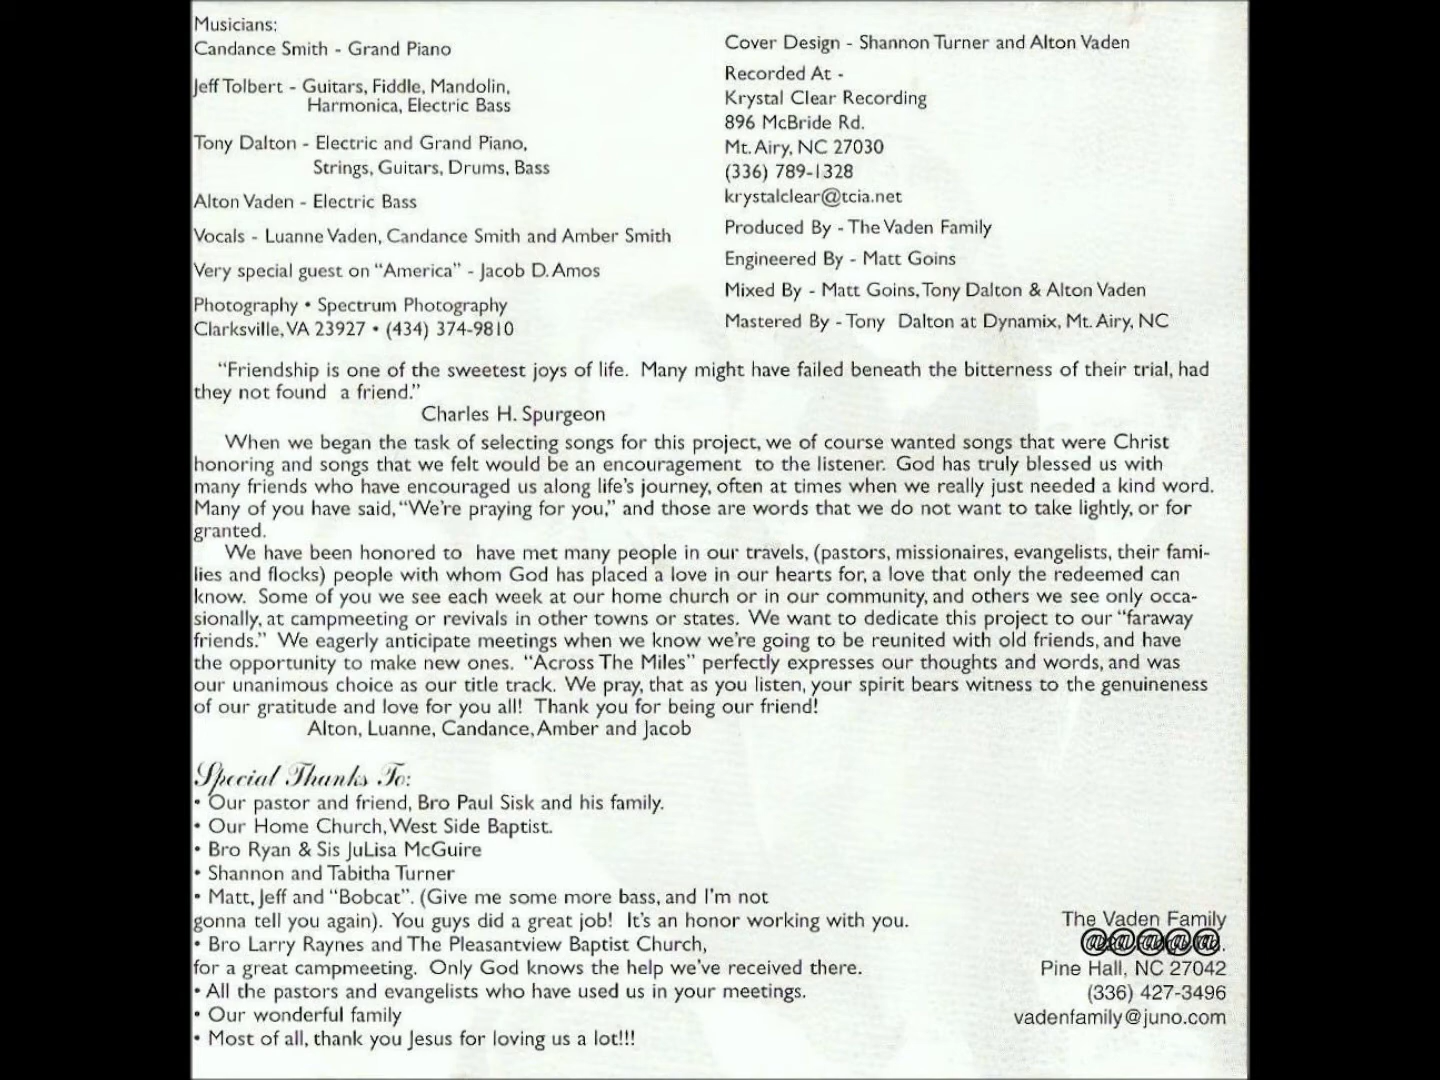 Musicians:
Candance Smith - Grand Piano
Jeff Tolbert - Guitars, Fiddle, Mandolin,
Harmonica, Electric Bass
Tony Dalton - Electric and Grand Piano,
Strings, Guitars, Drums, Bass
Alton Vaden - Electric Bass
Vocals - Luanne Vaden, Candance Smith and Amber Smith
Very special guest on "America" - Jacob D. Amos
Photography • Spectrum Photography
Clarksville, VA 23927 • (434) 374-9810
Cover Design - Shannon Turner and Alton Vaden
Recorded At -
Krystal Clear Recording
896 McBride Rd.
Mt. Airy, NC 27030
(336) 789-1328
krystalclear@tcia.net
Produced By - The Vaden Family
Engineered By - Matt Goins
Mixed By - Matt Goins, Tony Dalton & Alton Vaden
Mastered By - Tony Dalton at Dynamix, Mt. Airy, NC
"Friendship is one of the sweetest joys of life. Many might have failed beneath the bitterness of their trial, had
they not found a friend."
Charles H. Spurgeon
When we began the task of selecting songs for this project, we of course wanted songs that were Christ
honoring and songs that we felt would be an encouragement to the listener. God has truly blessed us with
many friends who have encouraged us along life's journey, often at times when we really just needed a kind word.
Many of you have said, "We're praying for you," and those are words that we do not want to take lightly, or for
granted.
We have been honored to have met many people in our travels, (pastors, missionaires, evangelists, their fami-
lies and flocks) people with whom God has placed a love in our hearts for, a love that only the redeemed can
know. Some of you we see each week at our home church or in our community, and others we see only occa-
sionally, at campmeeting or revivals in other towns or states. We want to dedicate this project to our "faraway
friends." We eagerly anticipate meetings when we know we're going to be reunited with old friends, and have
the opportunity to make new ones. "Across The Miles" perfectly expresses our thoughts and words, and was
our unanimous choice as our title track. We pray, that as you listen, your spirit bears witness to the genuineness
of our gratitude and love for you all! Thank you for being our friend!
Alton, Luanne, Candance, Amber and Jacob
Special Thanks To:
• Our pastor and friend, Bro Paul Sisk and his family.
• Our Home Church, West Side Baptist.
• Bro Ryan & Sis JuLisa McGuire
• Shannon and Tabitha Turner
• Matt, Jeff and "Bobcat". (Give me some more bass, and I'm not
gonna tell you again). You guys did a great job! It's an honor working with you.
• Bro Larry Raynes and The Pleasantview Baptist Church,
for a great campmeeting. Only God knows the help we've received there.
• All the pastors and evangelists who have used us in your meetings.
• Our wonderful family
• Most of all, thank you Jesus for loving us a lot!!!
The Vaden Family
Pine Hall, NC 27042
(336) 427-3496
vadenfamily@juno.com